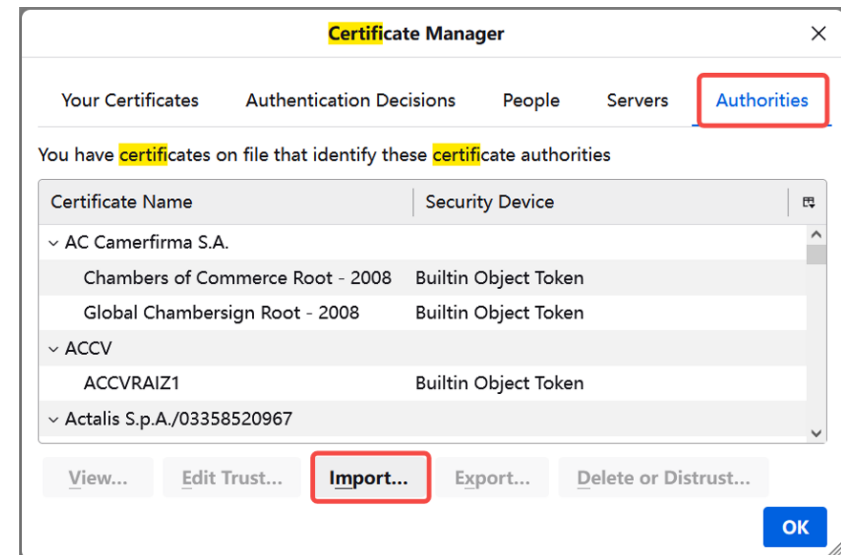 Certificate Manager
Your Certificates Authentication Decisions People Servers Authorities
You have certificates on file that identify these certificate authorities
Certificate Name Security Device
AC Camerfirma S.A.
Chambers of Commerce Root - 2008 Builtin Object Token
Global Chambersign Root - 2008 Builtin Object Token
ACCV
ACCVRAIZ1 Builtin Object Token
Actalis S.p.A./03358520967
View... Edit Trust... Import... Export... Delete or Distrust...
OK